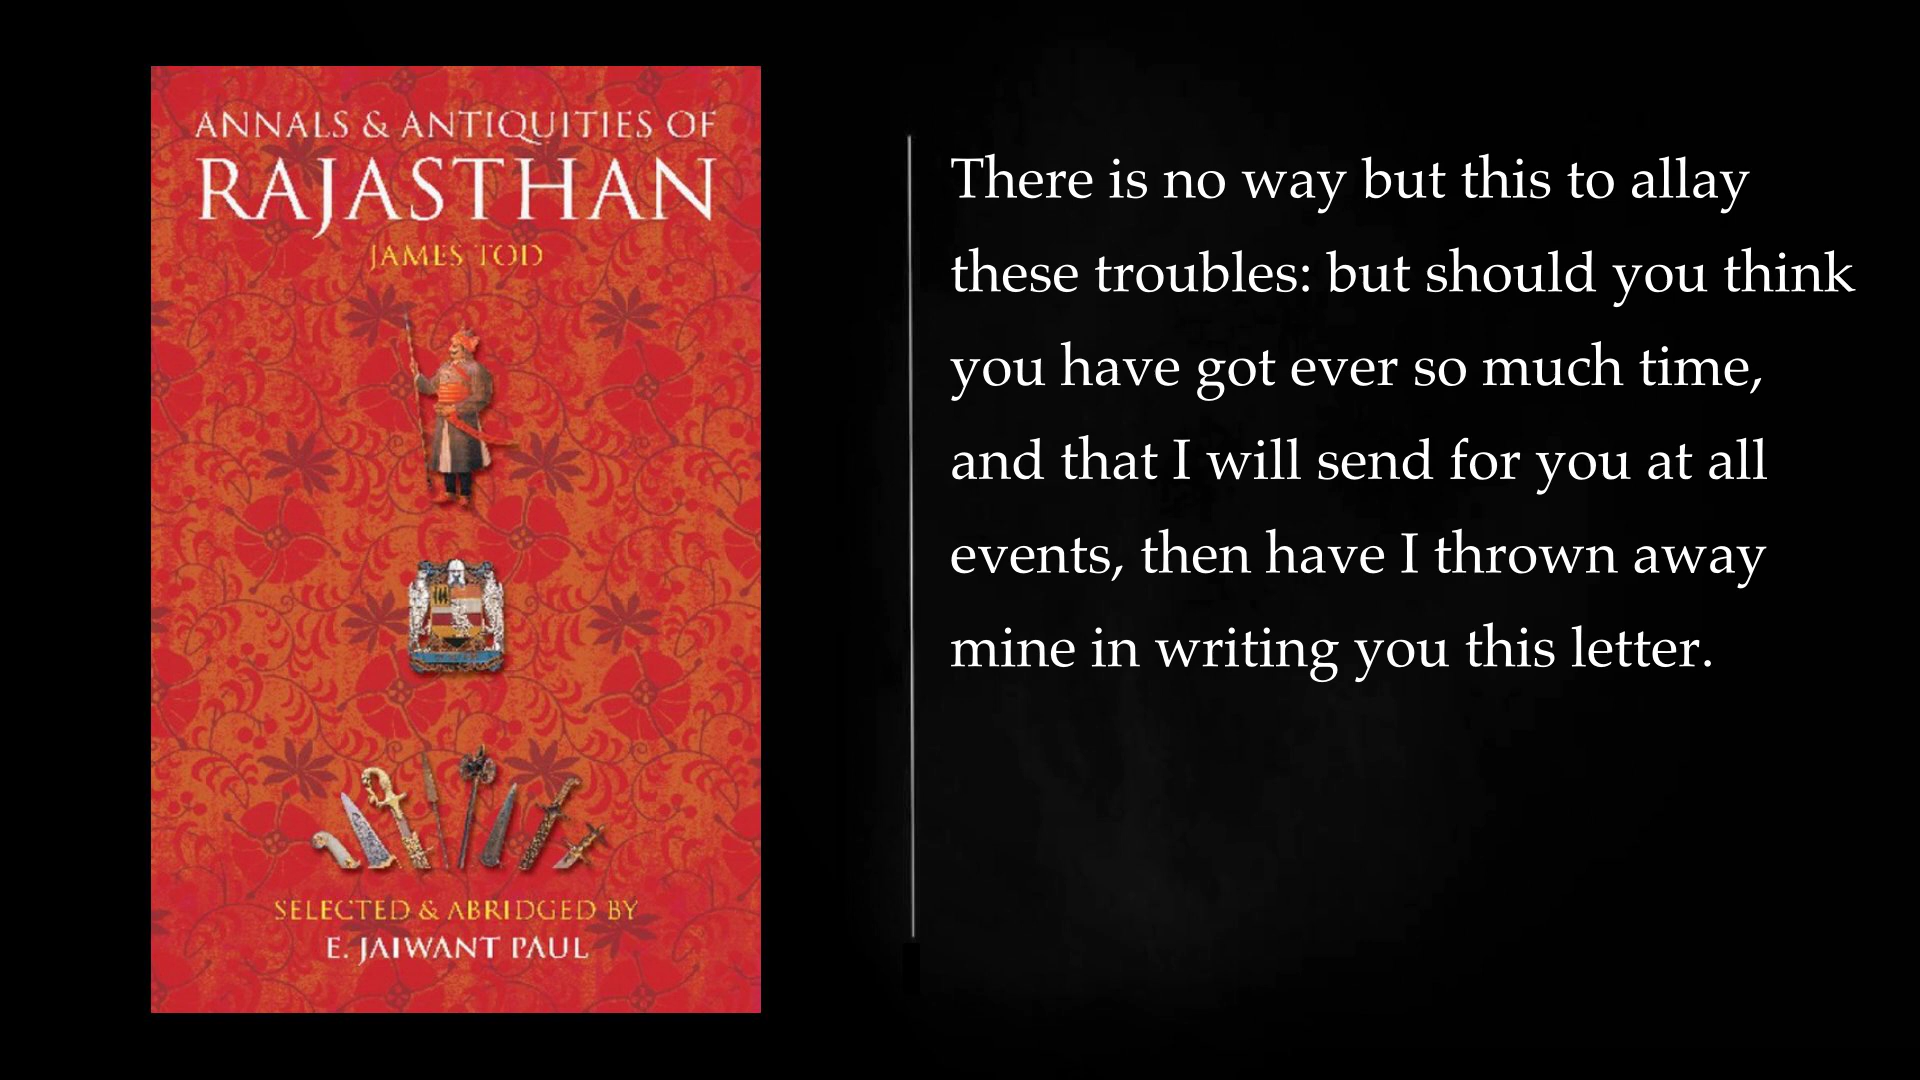 ANNALS & ANTIQUITIES OF
RAJASTHAN
JAMES TOD
SELECTED & ABRIDGED BY
E. JAIWANT PAUL
There is no way but this to allay
these troubles: but should you think
you have got ever so much time,
and that I will send for you at all
events, then have I thrown away
mine in writing you this letter.